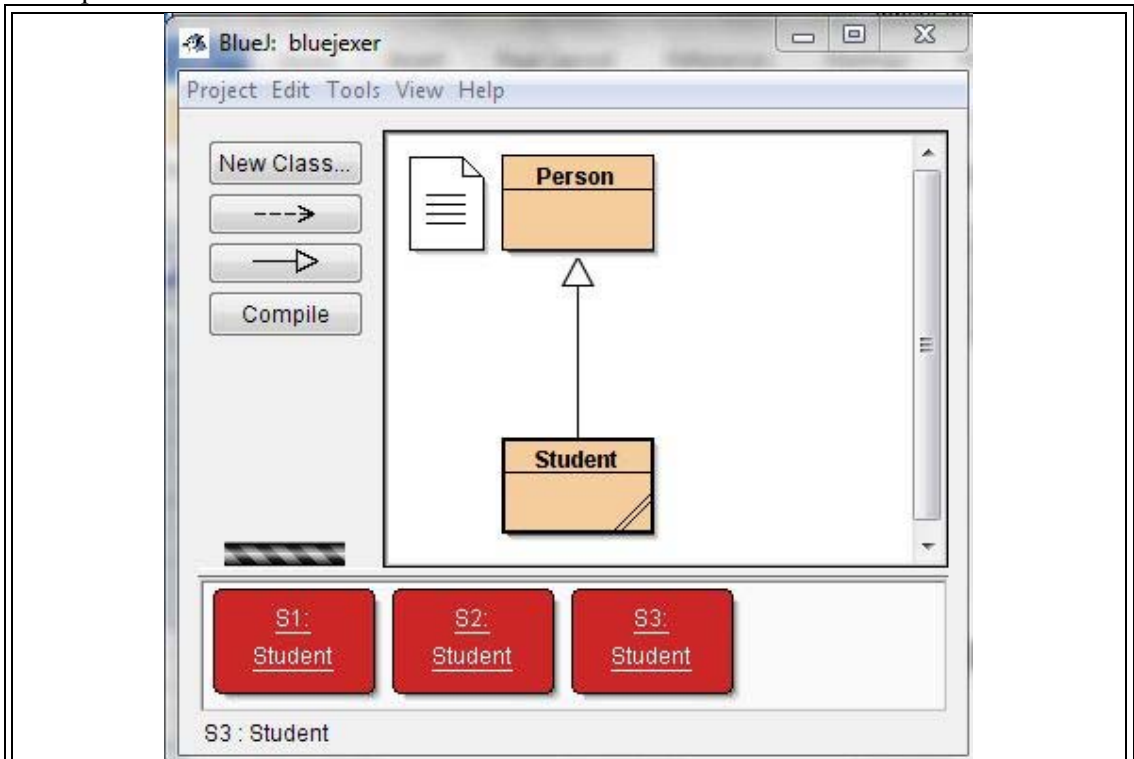 BlueJ: bluejexer
Project Edit Tools View Help
New Class...
Compile
Person
Student
S1:
Student
S2:
Student
S3:
Student
S3 : Student